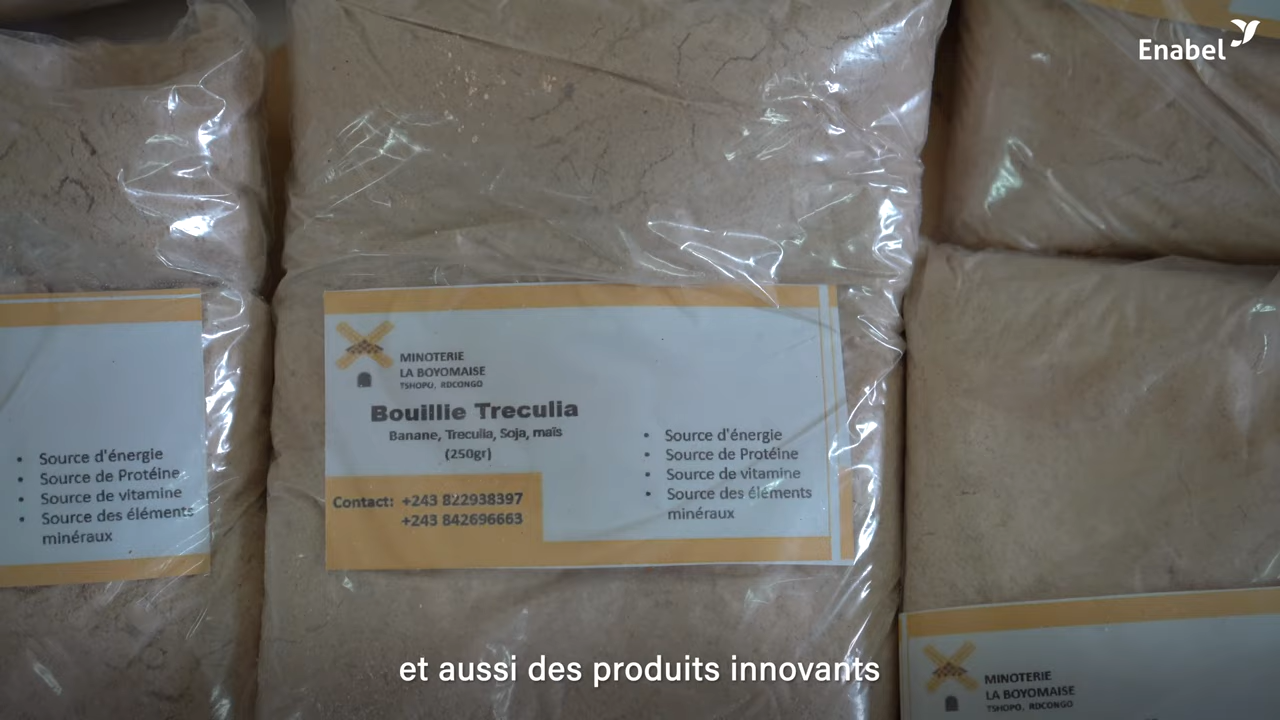 Enabel
MINOTERIE
LA BOYOMAISE
TSHOPO, RDCONGO
Bouillie Treculia
Banane, Treculia, Soja, maïs
(250gr)
Contact: +243 822938397
+243 842696663
• Source d'énergie
• Source de Protéine
• Source de vitamine
• Source des éléments
minéraux
• Source d'énergie
• Source de Protéine
• Source de vitamine
• Source des éléments
minéraux
MINOTERIE
LA BOYOMAISE
TSHOPO, RDCONGO
et aussi des produits innovants